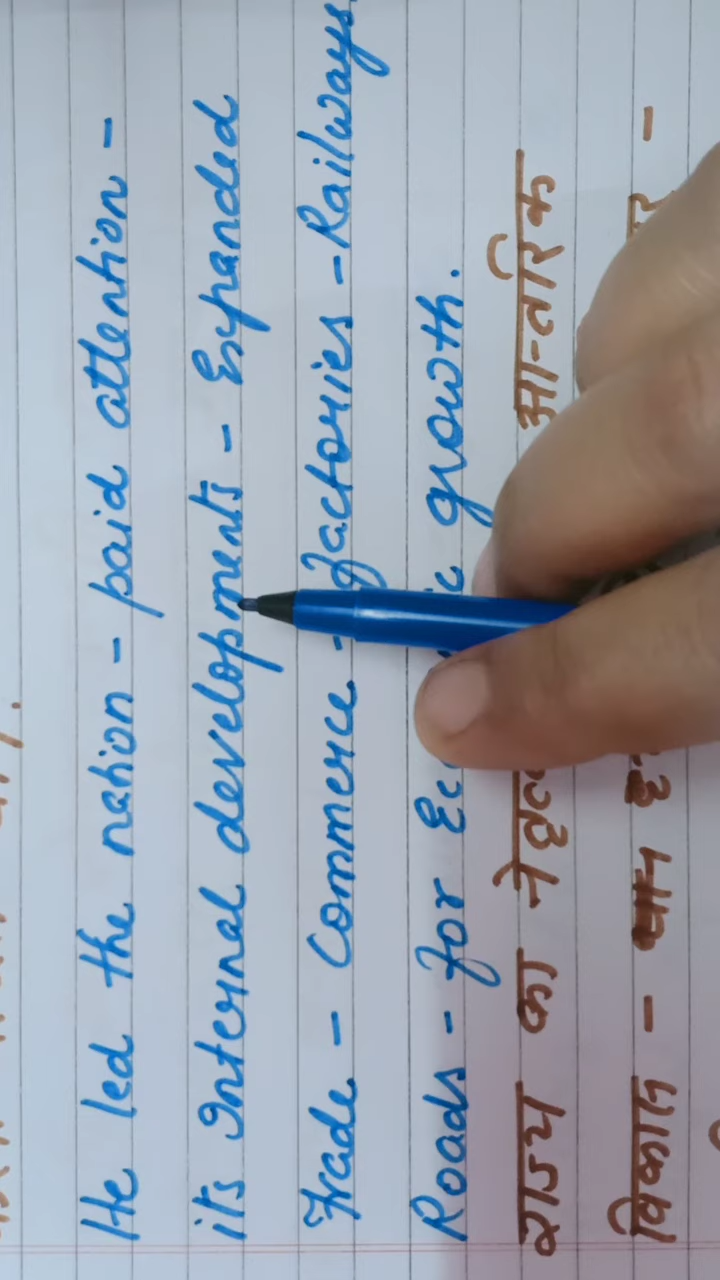 He led the nation - paid attention -
its Internal developments - Expanded
Trade - Commerce - factories - Railways
Roads - for growth.
राज्य का आन्तरिक
विकास -